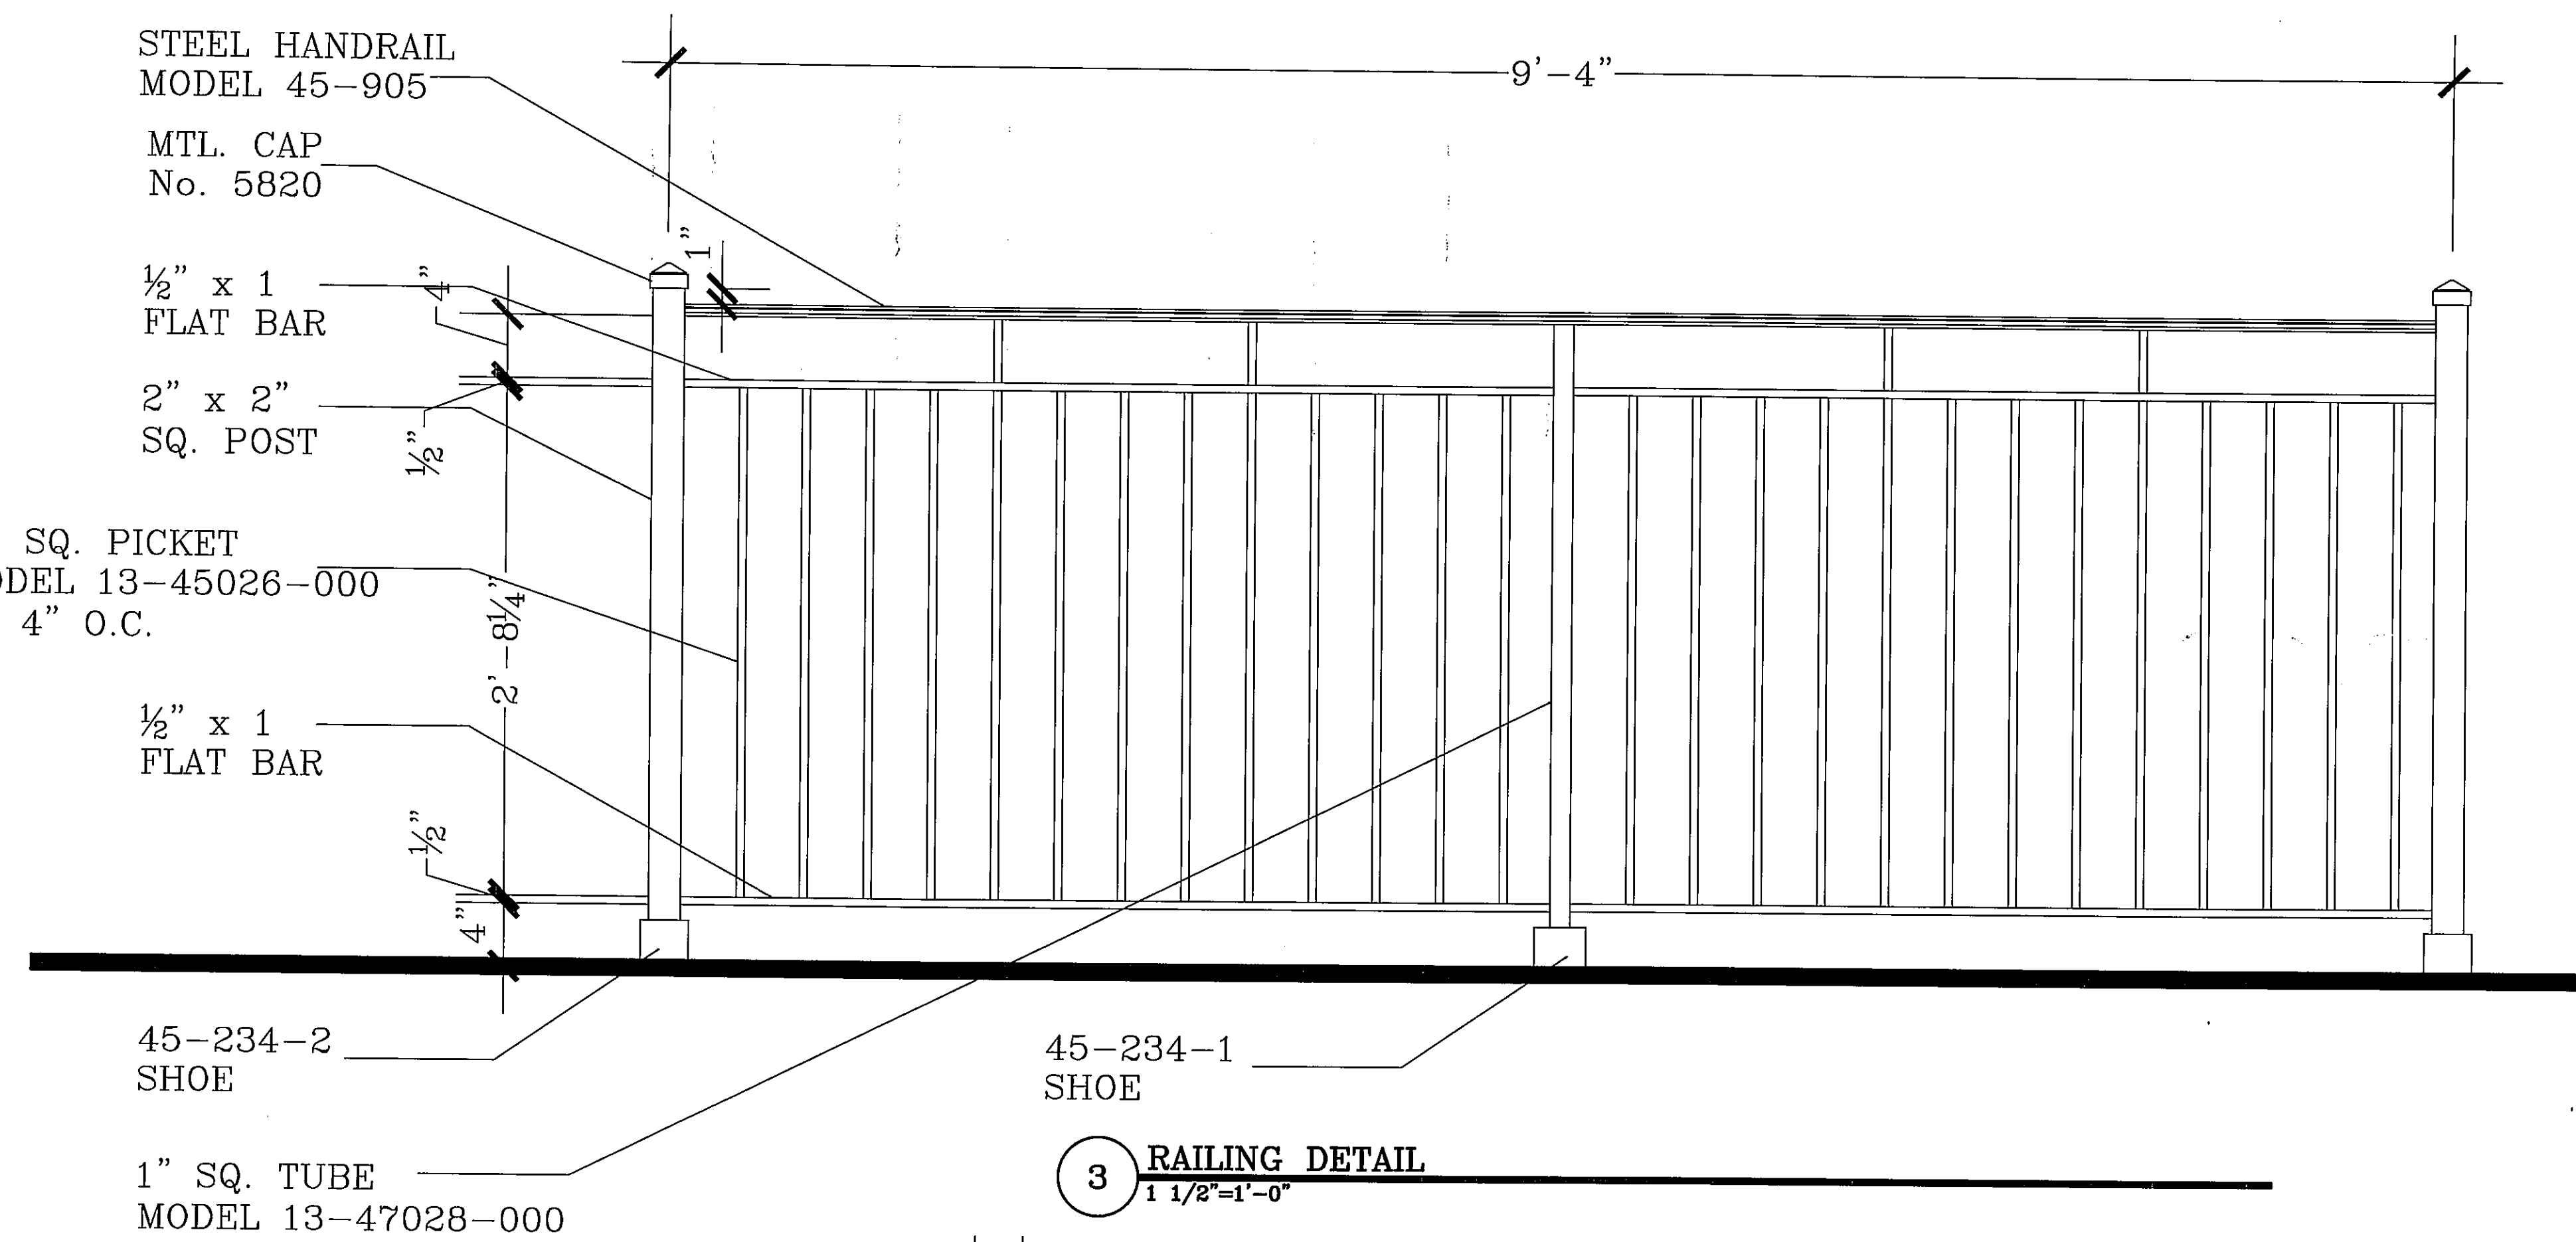 STEEL HANDRAIL
MODEL 45-905
9'-4"
MTL. CAP
No. 5820
1"
½" x 1
FLAT BAR
4"
2" x 2"
SQ. POST
½"
SQ. PICKET
13-45026-000
4" O.C.
2'-8¼"
½" x 1
FLAT BAR
½"
4"
45-234-2
SHOE
45-234-1
SHOE
1" SQ. TUBE
MODEL 13-47028-000
3
RAILING DETAIL
1 1/2"=1'-0"